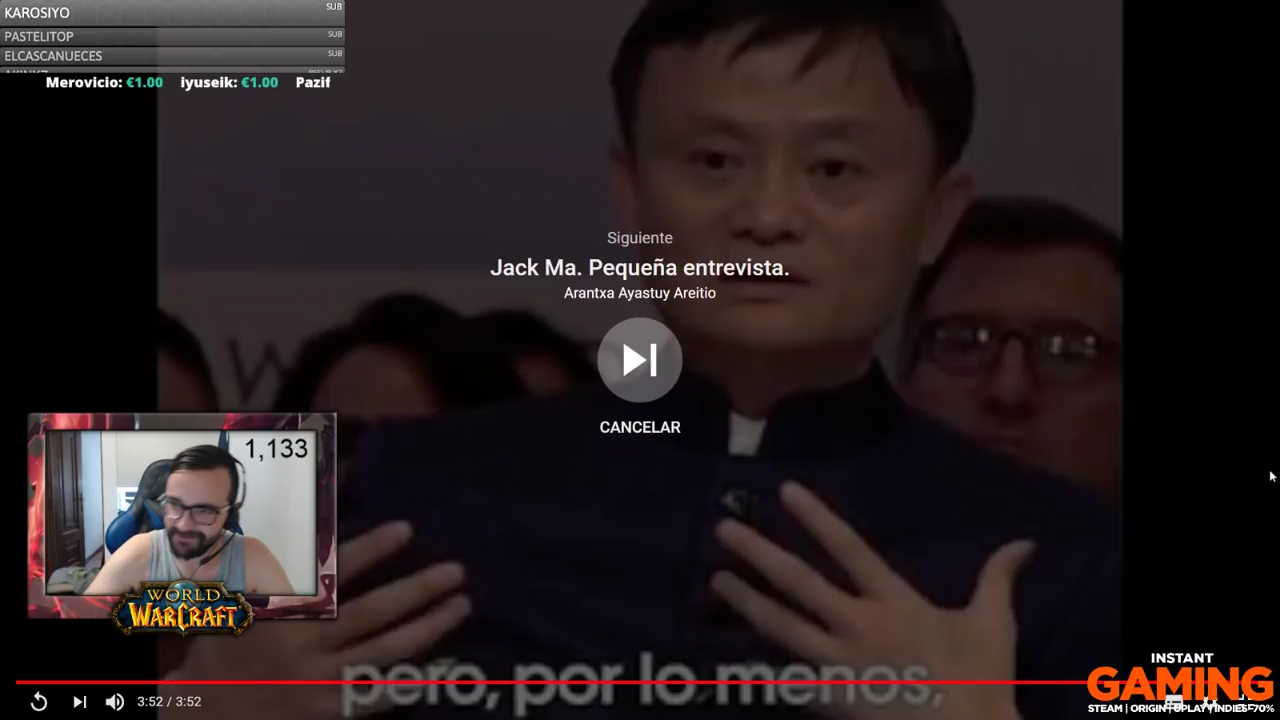 KAROSIYO SUB
PASTELITOP SUB
ELCASCANUECES SUB
Merovicio: €1.00 iyuseik: €1.00 Pazif
Siguiente
Jack Ma. Pequeña entrevista.
Arantxa Ayastuy Areitio
CANCELAR
1,133
WORLD
WARCRAFT
pero, por lo menos,
3:52 / 3:52
INSTANT
GAMING
STEAM | ORIGIN | UPLAY | INDIES -70%